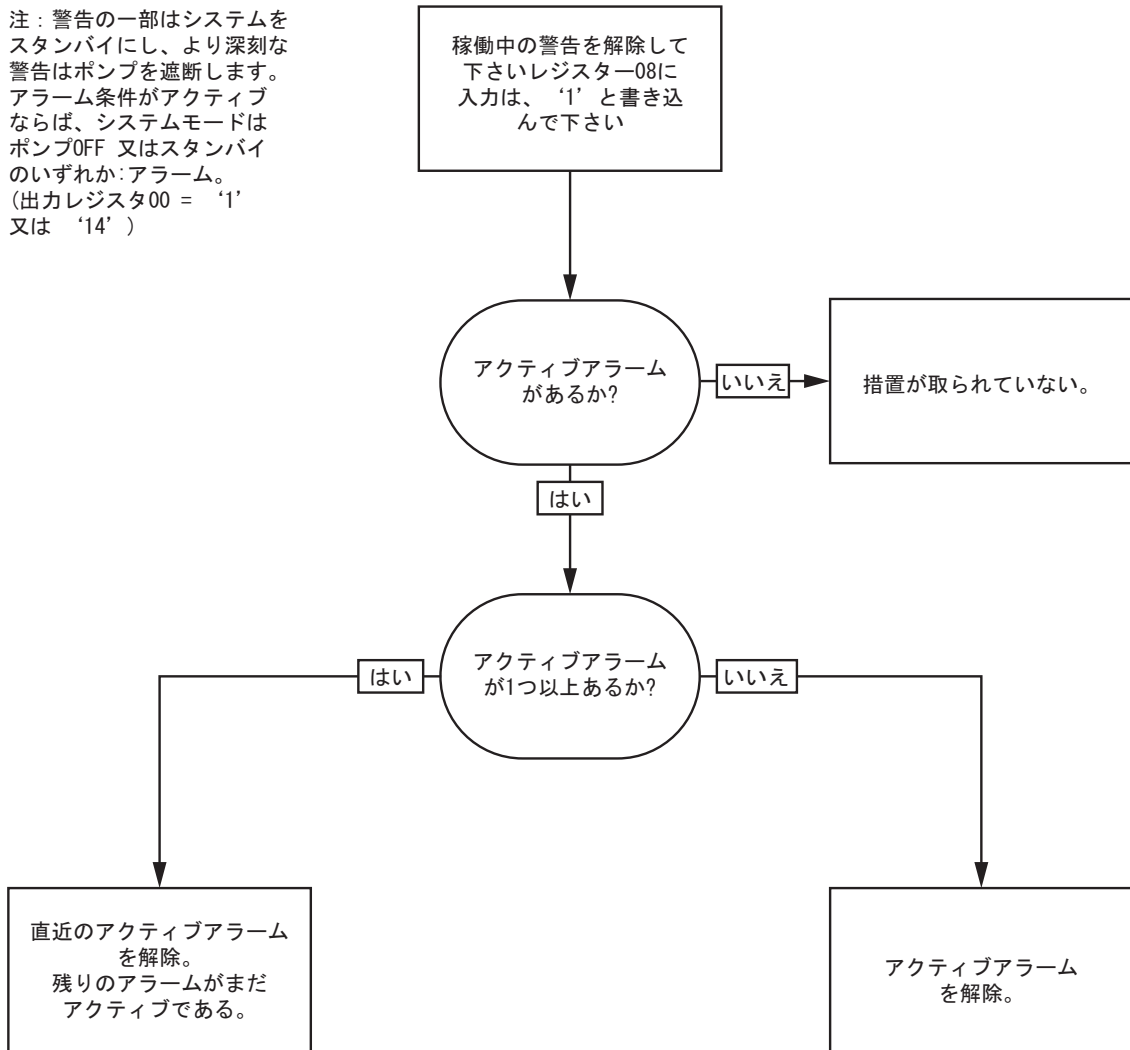 注：警告の一部はシステムを
スタンバイにし、より深刻な
警告はポンプを遮断します。
アラーム条件がアクティブ
ならば、システムモードは
ポンプOFF 又はスタンバイ
のいずれか:アラーム。
(出力レジスタ00 = ‘1’
又は ‘14’)
稼働中の警告を解除して
下さいレジスター08に
入力は、‘1’と書き込
んで下さい
アクティブアラーム
があるか?
いいえ
措置が取られていない。
はい
アクティブアラーム
が1つ以上あるか?
はい
いいえ
直近のアクティブアラーム
を解除。
残りのアラームがまだ
アクティブである。
アクティブアラーム
を解除。